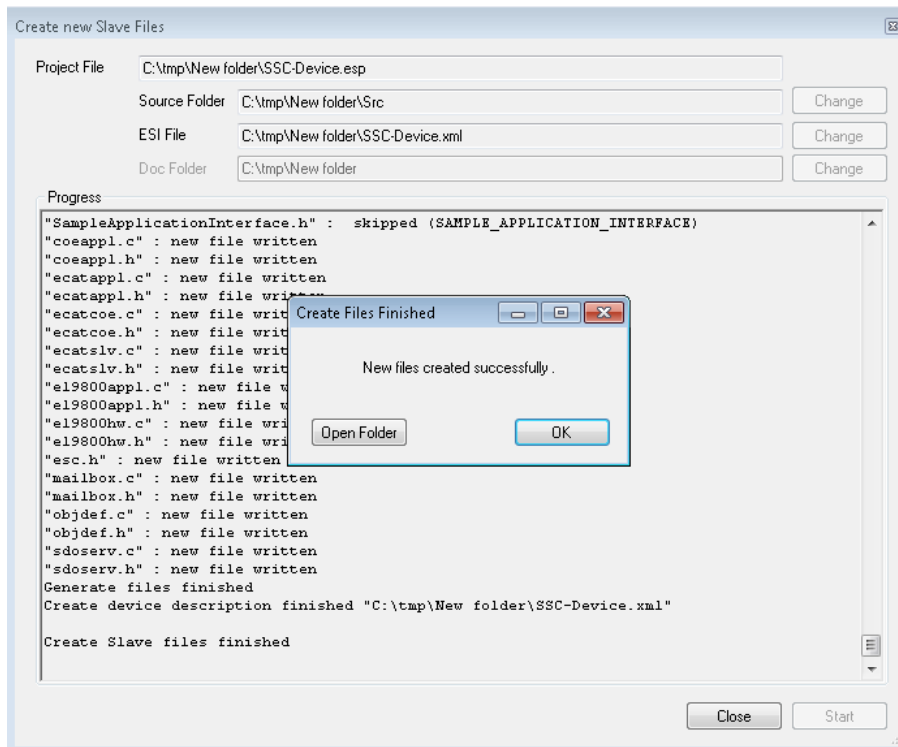 Create new Slave Files
Project File C:\tmp\New folder\SSC-Device.esp
Source Folder C:\tmp\New folder\Src Change
ESI File C:\tmp\New folder\SSC-Device.xml Change
Doc Folder C:\tmp\New folder Change
Progress
"SampleApplicationInterface.h" : skipped (SAMPLE_APPLICATION_INTERFACE)
"coeappl.c" : new file written
"coeappl.h" : new file written
"ecatappl.c" : new file written
"ecatappl.h" : new file written
"ecatcoe.c" : new file writ
"ecatcoe.h" : new file writ
"ecatslv.c" : new file writ
"ecatslv.h" : new file writ
"el9800appl.c" : new file w
"el9800appl.h" : new file w
"el9800hw.c" : new file wri
"el9800hw.h" : new file wri
"esc.h" : new file written
"mailbox.c" : new file written
"mailbox.h" : new file written
"objdef.c" : new file written
"objdef.h" : new file written
"sdoserv.c" : new file written
"sdoserv.h" : new file written
Generate files finished
Create device description finished "C:\tmp\New folder\SSC-Device.xml"
Create Slave files finished
Create Files Finished
New files created successfully .
Open Folder OK
Close Start